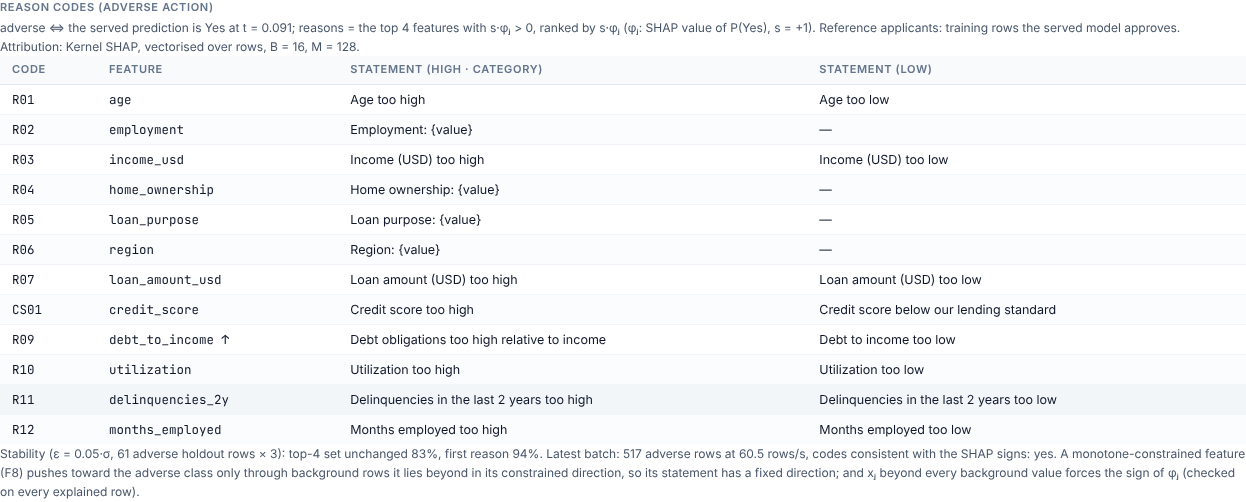 REASON CODES (ADVERSE ACTION)
adverse ⇔ the served prediction is Yes at t = 0.091; reasons = the top 4 features with s·φⱼ > 0, ranked by s·φⱼ (φⱼ: SHAP value of P(Yes), s = +1). Reference applicants: training rows the served model approves.
Attribution: Kernel SHAP, vectorised over rows, B = 16, M = 128.
CODE FEATURE STATEMENT (HIGH · CATEGORY) STATEMENT (LOW)
R01 age Age too high Age too low
R02 employment Employment: {value} —
R03 income_usd Income (USD) too high Income (USD) too low
R04 home_ownership Home ownership: {value} —
R05 loan_purpose Loan purpose: {value} —
R06 region Region: {value} —
R07 loan_amount_usd Loan amount (USD) too high Loan amount (USD) too low
CS01 credit_score Credit score too high Credit score below our lending standard
R09 debt_to_income ↑ Debt obligations too high relative to income Debt to income too low
R10 utilization Utilization too high Utilization too low
R11 delinquencies_2y Delinquencies in the last 2 years too high Delinquencies in the last 2 years too low
R12 months_employed Months employed too high Months employed too low
Stability (ε = 0.05·σ, 61 adverse holdout rows × 3): top-4 set unchanged 83%, first reason 94%. Latest batch: 517 adverse rows at 60.5 rows/s, codes consistent with the SHAP signs: yes. A monotone-constrained feature
(F8) pushes toward the adverse class only through background rows it lies beyond in its constrained direction, so its statement has a fixed direction; and xⱼ beyond every background value forces the sign of φⱼ (checked
on every explained row).